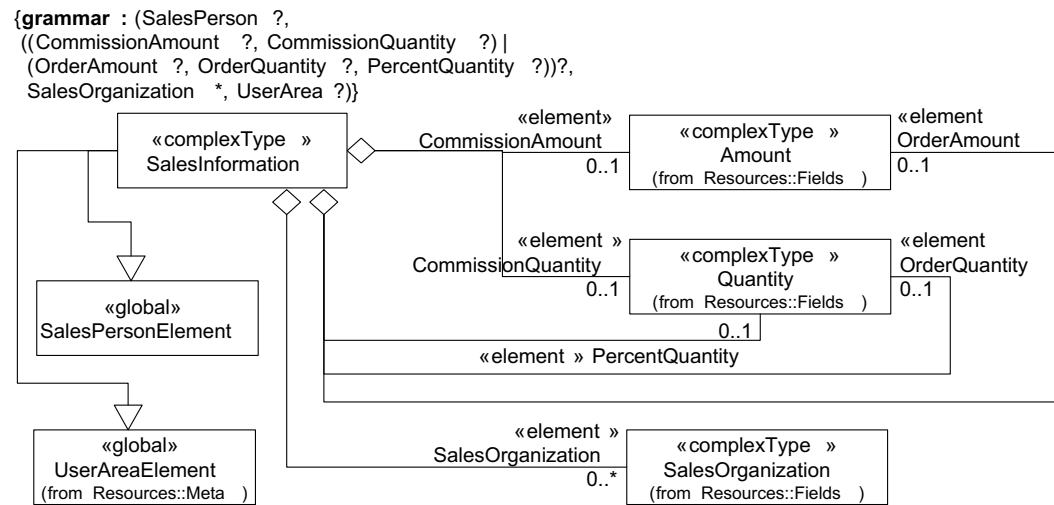 {grammar : (SalesPerson ?,
((CommissionAmount ?, CommissionQuantity ?) |
(OrderAmount ?, OrderQuantity ?, PercentQuantity ?))?,
SalesOrganization *, UserArea ?)}
«complexType »
SalesInformation
«element»
CommissionAmount
0..1
«complexType »
Amount
(from Resources::Fields )
«element
OrderAmount
0..1
«element »
CommissionQuantity
0..1
«complexType »
Quantity
(from Resources::Fields )
«element
OrderQuantity
0..1
0..1
«element » PercentQuantity
«global»
SalesPersonElement
«global»
UserAreaElement
(from Resources::Meta )
«element »
SalesOrganization
0..*
«complexType »
SalesOrganization
(from Resources::Fields )